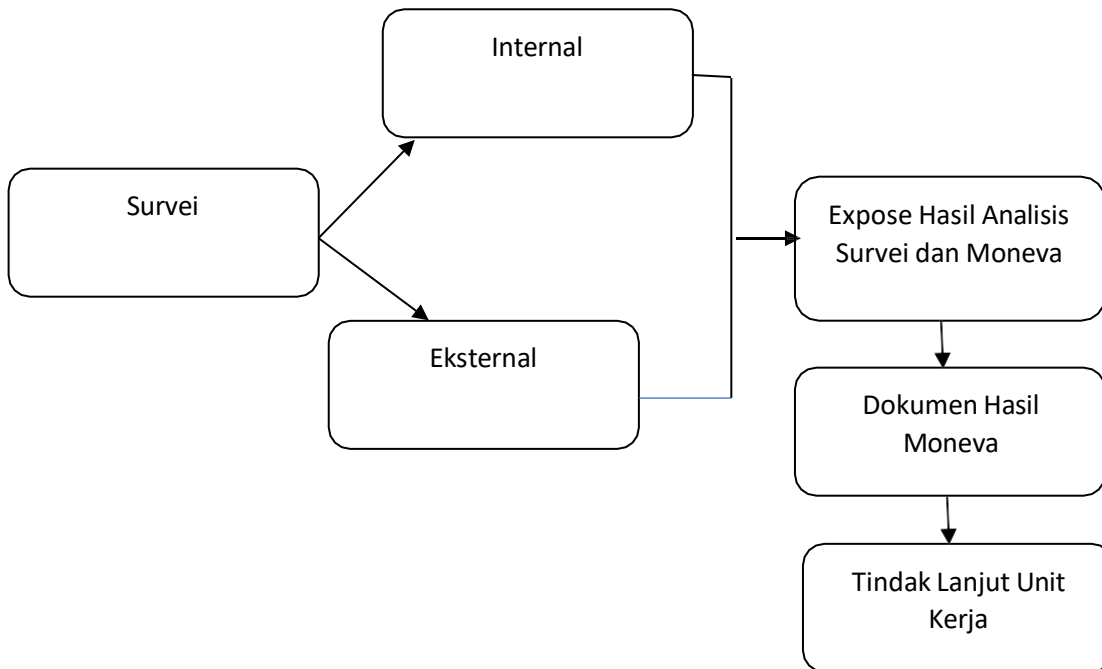 Internal
Survei
Eksternal
Expose Hasil Analisis
Survei dan Moneva
Dokumen Hasil
Moneva
Tindak Lanjut Unit
Kerja